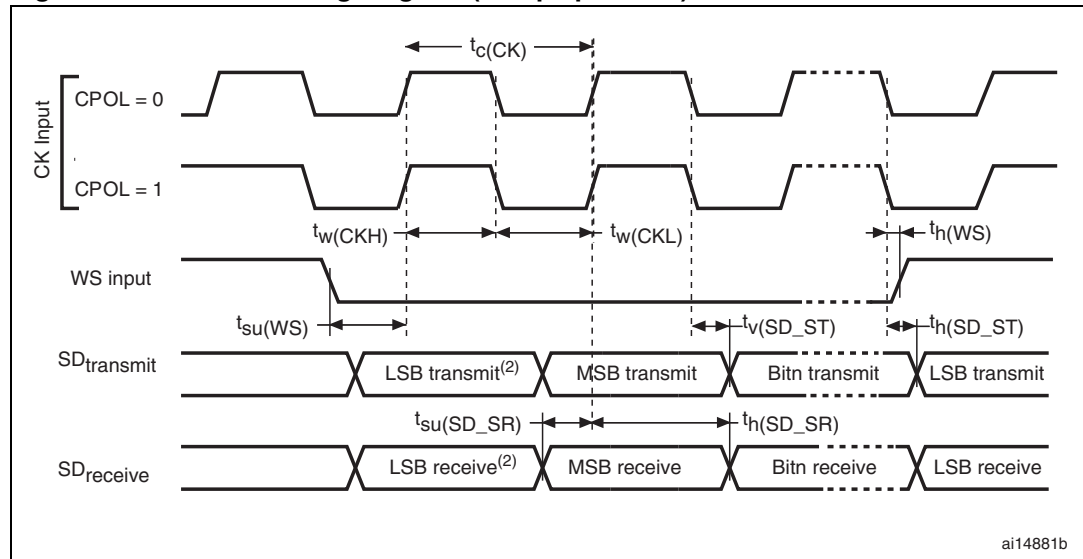 tc(CK)
CK Input
CPOL = 0
CPOL = 1
tw(CKH)
tw(CKL)
th(WS)
WS input
tsu(WS)
tv(SD_ST)
th(SD_ST)
SDtransmit
LSB transmit(2)
MSB transmit
Bitn transmit
LSB transmit
tsu(SD_SR)
th(SD_SR)
SDreceive
LSB receive(2)
MSB receive
Bitn receive
LSB receive
ai14881b